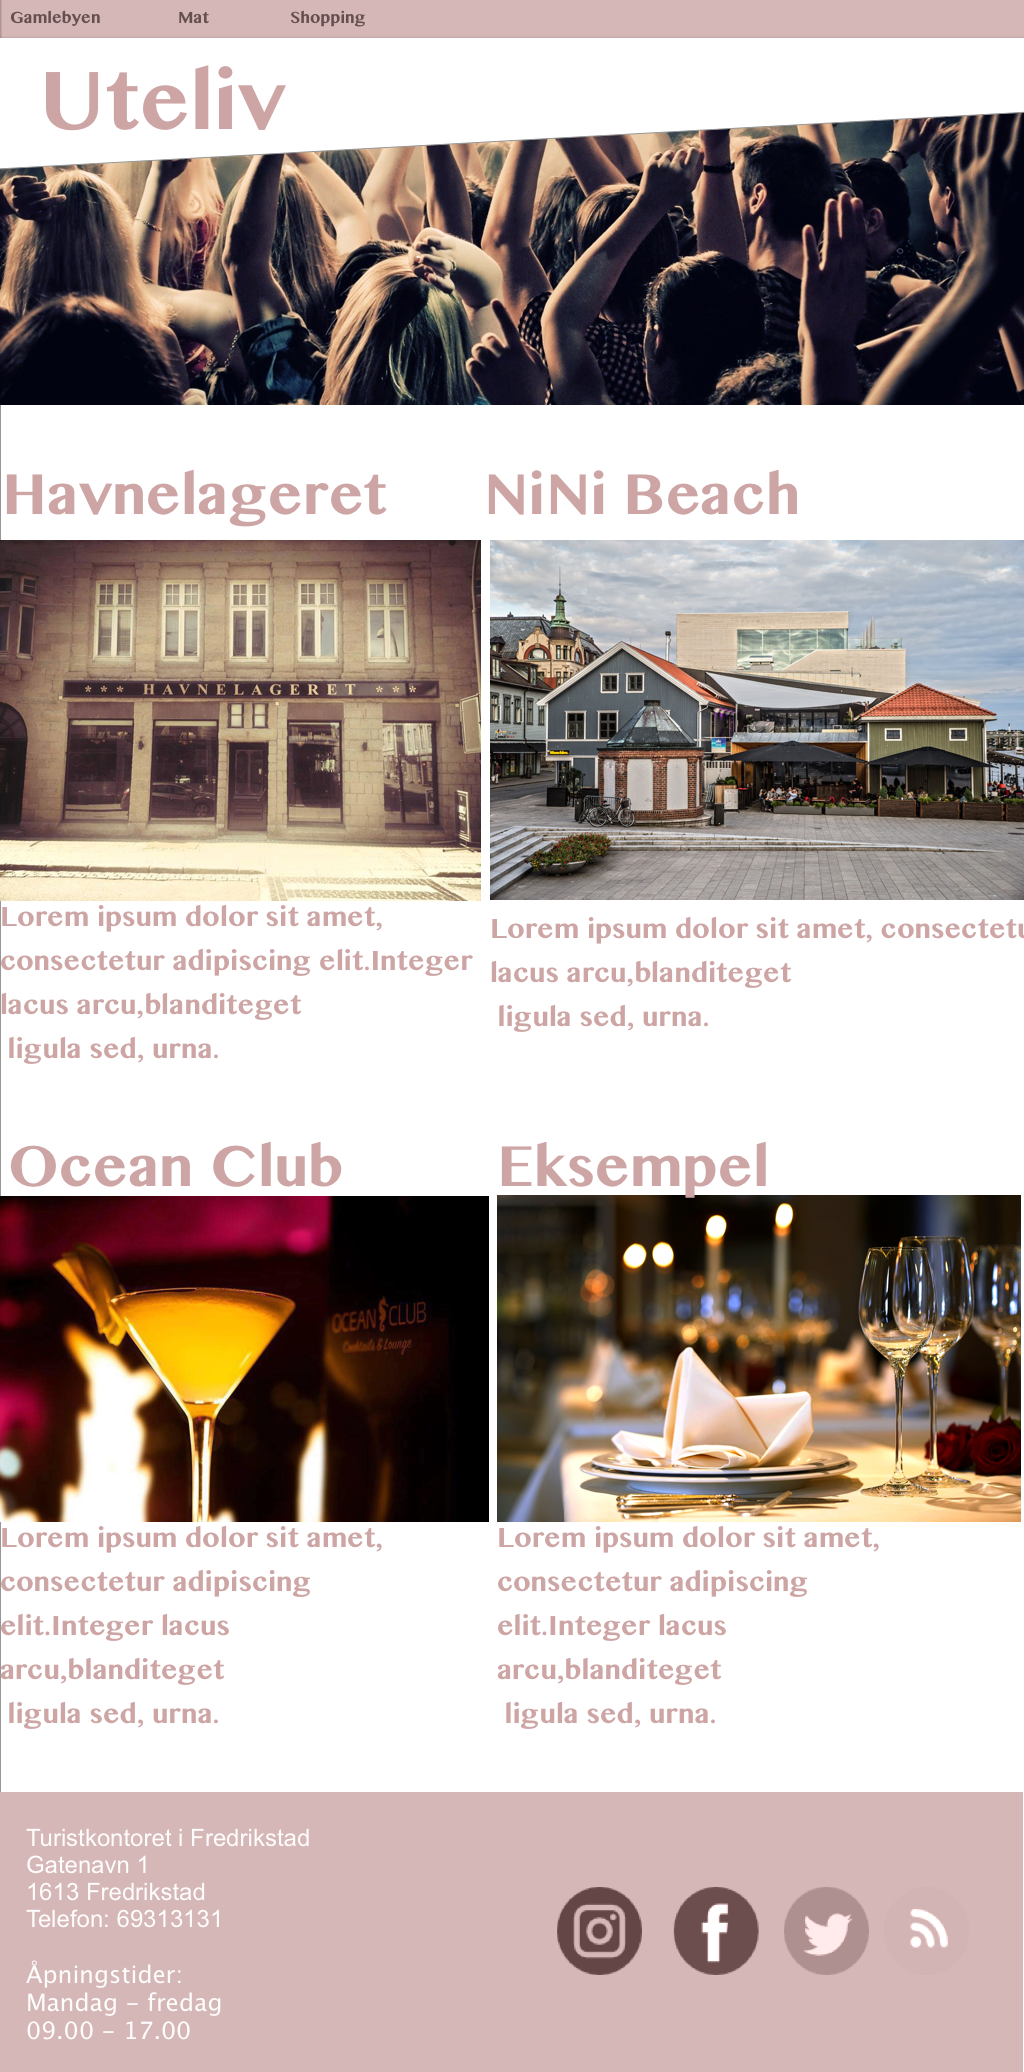 Gamlebyen Mat Shopping
Uteliv
Havnelageret
NiNi Beach
*** HAVNELAGERET ***
Lorem ipsum dolor sit amet,
consectetur adipiscing elit.Integer
lacus arcu,blanditeget
ligula sed, urna.
Lorem ipsum dolor sit amet, consectetu
lacus arcu,blanditeget
ligula sed, urna.
Ocean Club
Eksempel
OCEAN CLUB
Cocktails & Lounge
Lorem ipsum dolor sit amet,
consectetur adipiscing
elit.Integer lacus
arcu,blanditeget
ligula sed, urna.
Lorem ipsum dolor sit amet,
consectetur adipiscing
elit.Integer lacus
arcu,blanditeget
ligula sed, urna.
Turistkontoret i Fredrikstad
Gatenavn 1
1613 Fredrikstad
Telefon: 69313131
Åpningstider:
Mandag – fredag
09.00 – 17.00